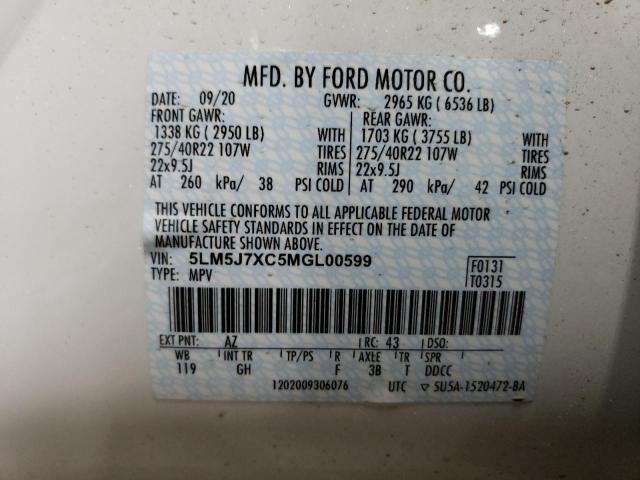 MFD. BY FORD MOTOR CO.
DATE: 09/20 GVWR: 2965 KG ( 6536 LB)
FRONT GAWR: REAR GAWR:
1338 KG ( 2950 LB) WITH 1703 KG ( 3755 LB) WITH
275/40R22 107W TIRES 275/40R22 107W TIRES
22x9.5J RIMS 22x9.5J RIMS
AT 260 kPa/ 38 PSI COLD AT 290 kPa/ 42 PSI COLD
THIS VEHICLE CONFORMS TO ALL APPLICABLE FEDERAL MOTOR
VEHICLE SAFETY STANDARDS IN EFFECT ON THE DATE OF
MANUFACTURE SHOWN ABOVE.
VIN: 5LM5J7XC5MGL00599 F0131
TYPE: MPV T0315
EXT PNT: AZ RC: 43 DSO:
WB INT TR TP/PS R AXLE TR SPR
119 GH F 3B T DDCC
1202009306076 UTC ▽ 5U5A-1520472-BA